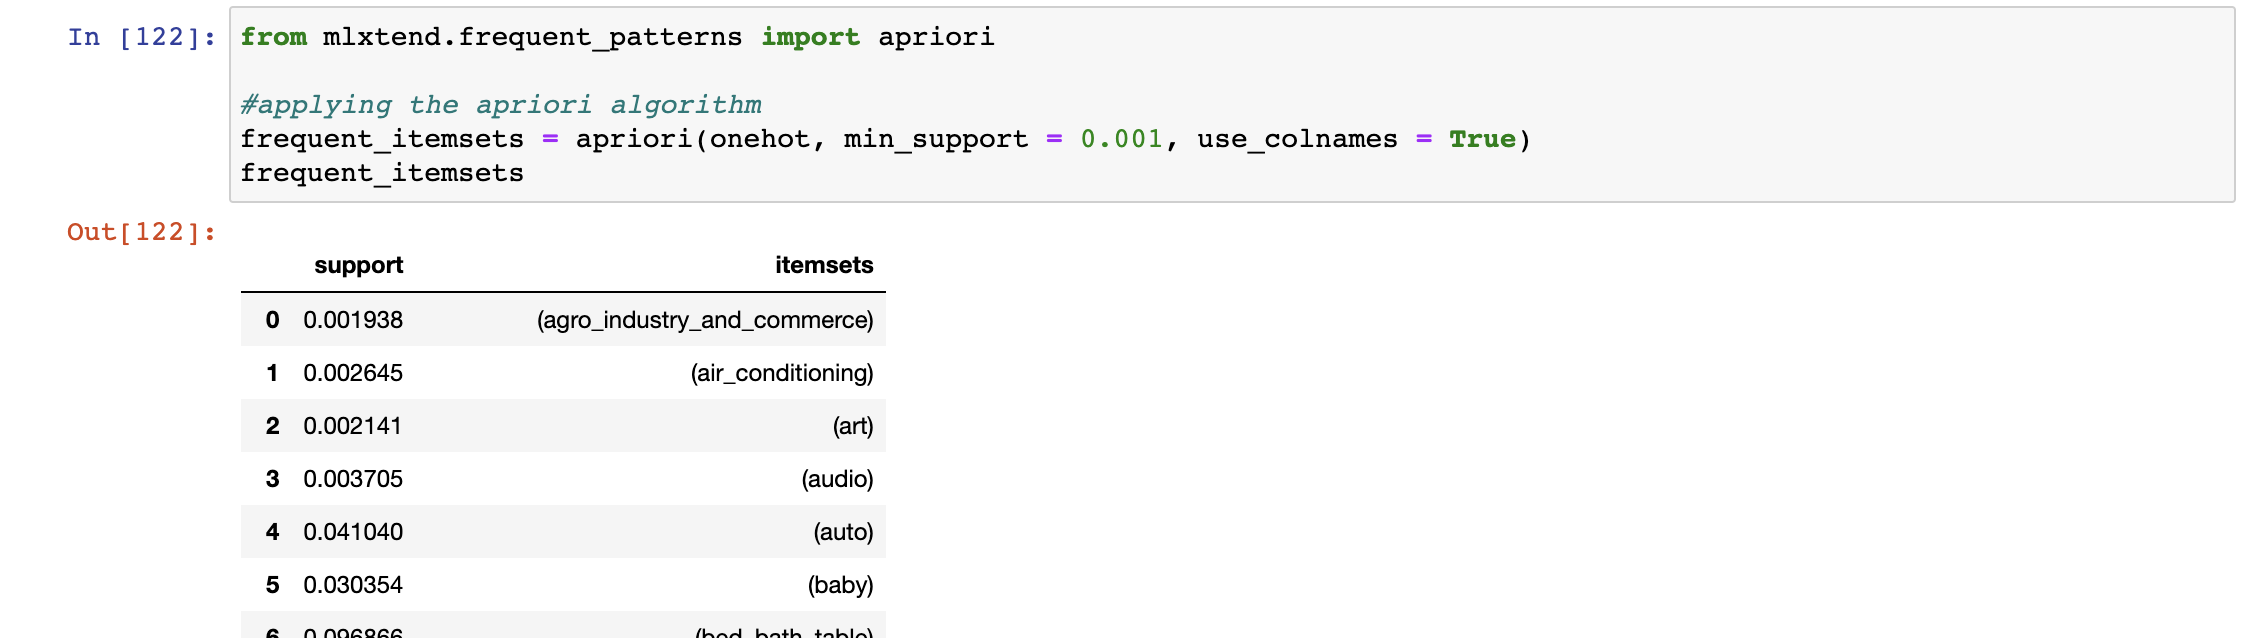 In [122]:
from mlxtend.frequent_patterns import apriori
#applying the apriori algorithm
frequent_itemsets = apriori(onehot, min_support = 0.001, use_colnames = True)
frequent_itemsets
Out[122]:
support itemsets
0 0.001938 (agro_industry_and_commerce)
1 0.002645 (air_conditioning)
2 0.002141 (art)
3 0.003705 (audio)
4 0.041040 (auto)
5 0.030354 (baby)
6 0.096866 (bed_bath_table)